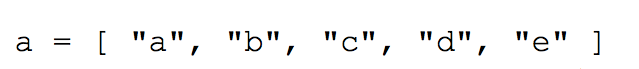 a = [ "a", "b", "c", "d", "e" ]